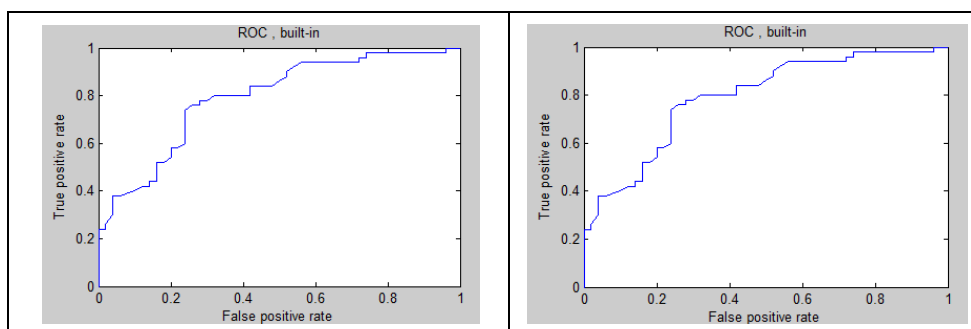 ROC , built-in
1
0.8
0.6
0.4
0.2
0
0 0.2 0.4 0.6 0.8 1
True positive rate
False positive rate
ROC , built-in
1
0.8
0.6
0.4
0.2
0
0 0.2 0.4 0.6 0.8 1
True positive rate
False positive rate